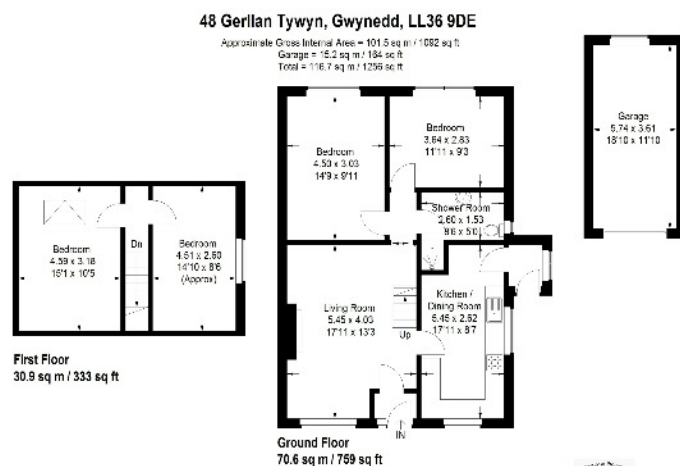 48 Gerllan Tywyn, Gwynedd, LL36 9DE
Approximate Gross Internal Area = 101.5 sq m / 1092 sq ft
Garage = 15.2 sq m / 164 sq ft
Total = 116.7 sq m / 1256 sq ft
Garage
5.74 x 3.61
18'10 x 11'10
Bedroom
4.50 x 3.03
14'9 x 9'11
Bedroom
3.64 x 2.83
11'11 x 9'3
Shower Room
2.60 x 1.53
8'6 x 5'0
Bedroom
4.59 x 3.18
15'1 x 10'5
Dn
Bedroom
4.51 x 2.60
14'10 x 8'6
(Approx)
Living Room
5.45 x 4.03
17'11 x 13'3
Up
Kitchen /
Dining Room
5.45 x 2.62
17'11 x 8'7
IN
First Floor
30.9 sq m / 333 sq ft
Ground Floor
70.6 sq m / 759 sq ft